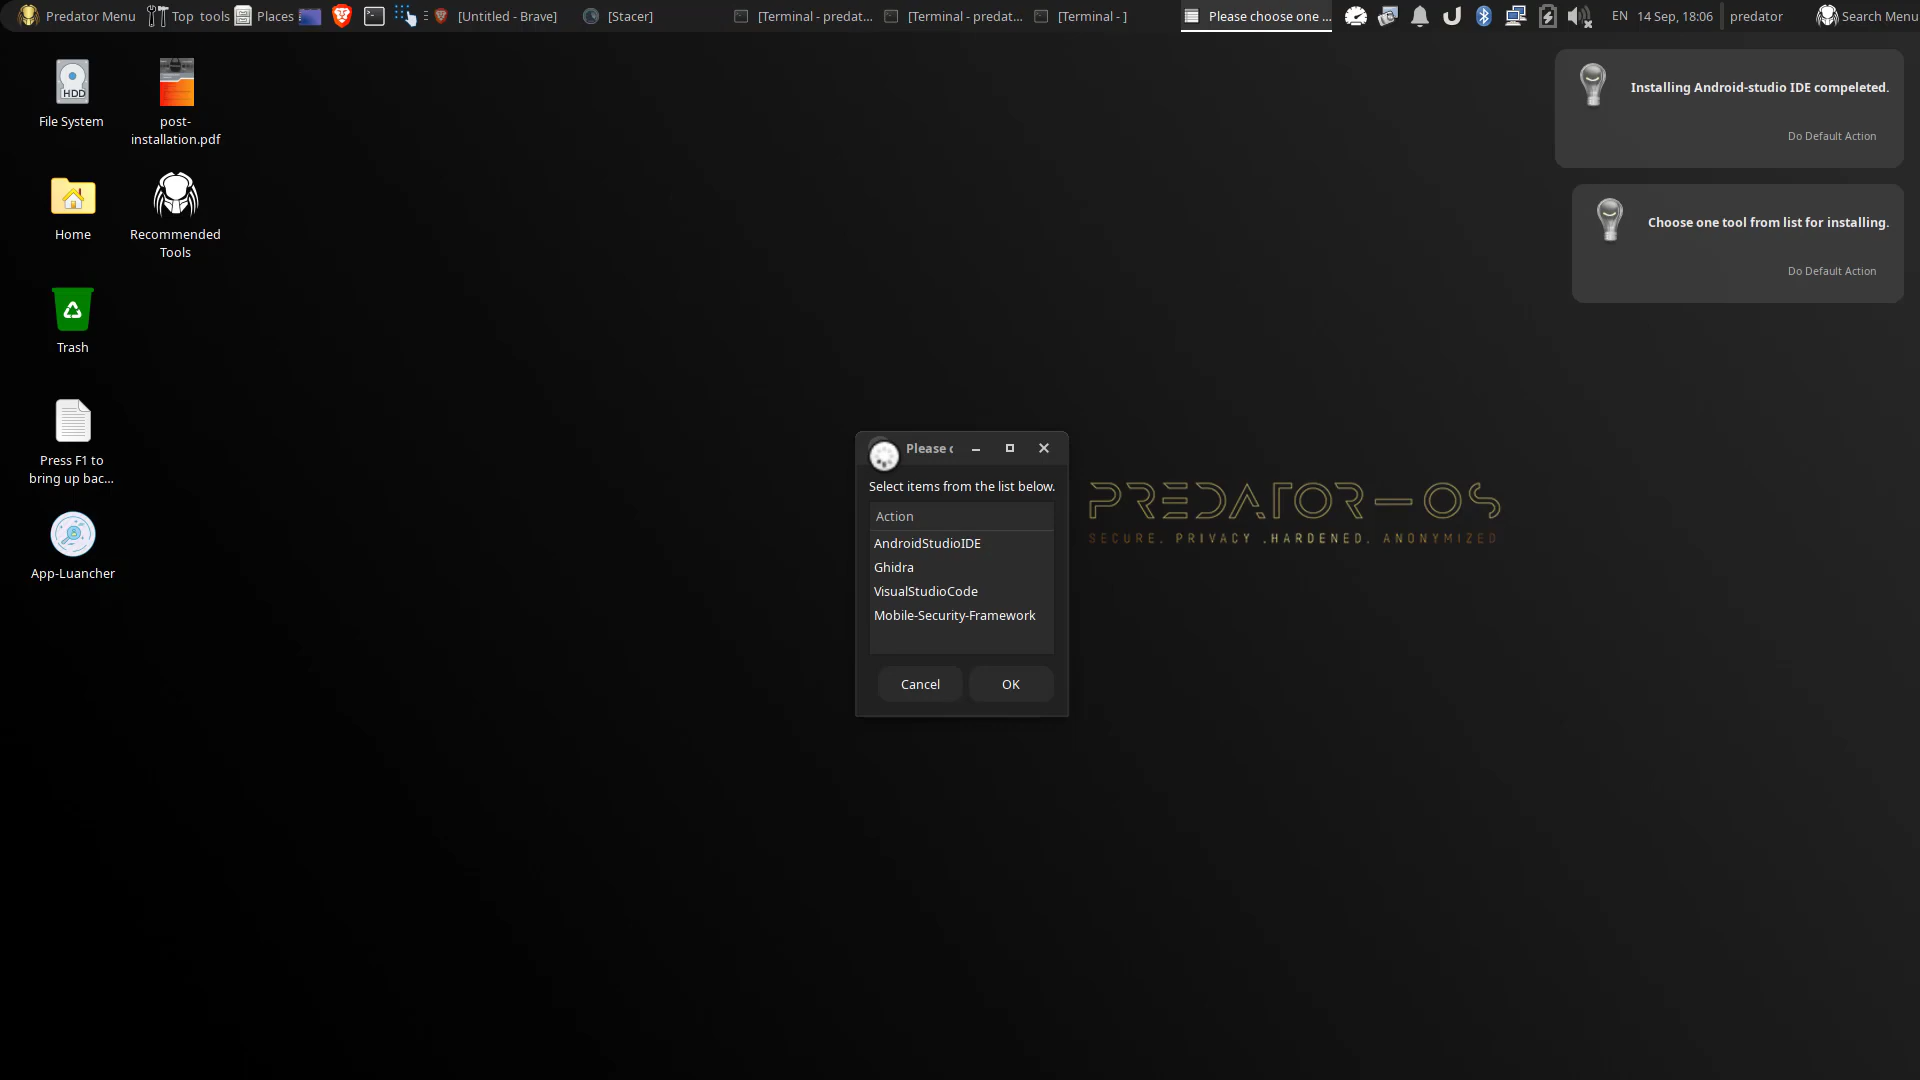 Predator Menu
Top tools
Places
[Untitled - Brave]
[Stacer]
[Terminal - predat...
[Terminal - predat...
[Terminal - ]
Please choose one ...
EN
14 Sep, 18:06
predator
Search Menu
HDD
File System
post-
installation.pdf
Home
Recommended
Tools
Trash
Press F1 to
bring up bac...
App-Luancher
Installing Android-studio IDE compeleted.
Do Default Action
Choose one tool from list for installing.
Do Default Action
Please c
Select items from the list below.
Action
AndroidStudioIDE
Ghidra
VisualStudioCode
Mobile-Security-Framework
Cancel
OK
PREDATOR-OS
SECURE. PRIVACY .HARDENED. ANONYMIZED